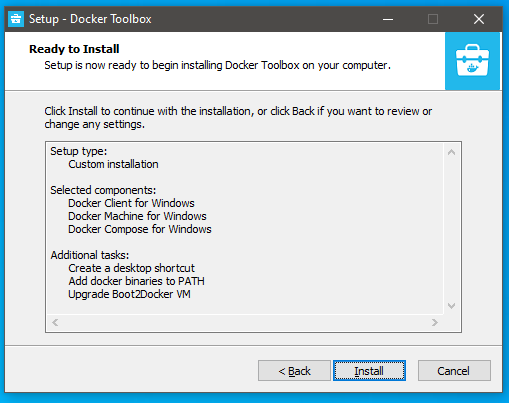 Setup - Docker Toolbox
Ready to Install
Setup is now ready to begin installing Docker Toolbox on your computer.
Click Install to continue with the installation, or click Back if you want to review or
change any settings.
Setup type:
Custom installation
Selected components:
Docker Client for Windows
Docker Machine for Windows
Docker Compose for Windows
Additional tasks:
Create a desktop shortcut
Add docker binaries to PATH
Upgrade Boot2Docker VM
< Back
Install
Cancel